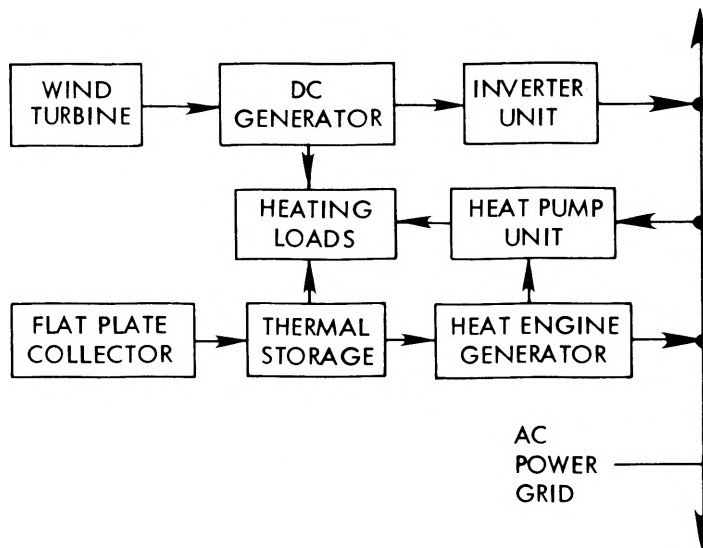 WIND
TURBINE
DC
GENERATOR
INVERTER
UNIT
HEATING
LOADS
HEAT PUMP
UNIT
FLAT PLATE
COLLECTOR
THERMAL
STORAGE
HEAT ENGINE
GENERATOR
AC
POWER
GRID